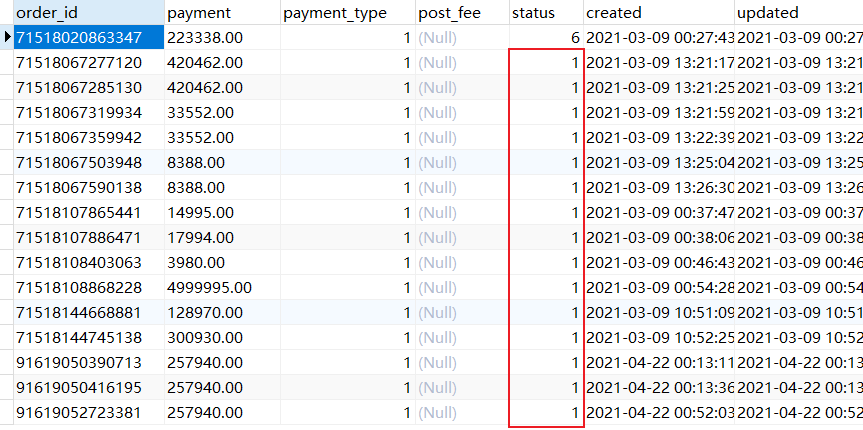 order_id payment payment_type post_fee status created updated
71518020863347 223338.00 1 (Null) 6 2021-03-09 00:27:43 2021-03-09 00:27
71518067277120 420462.00 1 (Null) 1 2021-03-09 13:21:17 2021-03-09 13:21
71518067285130 420462.00 1 (Null) 1 2021-03-09 13:21:25 2021-03-09 13:21
71518067319934 33552.00 1 (Null) 1 2021-03-09 13:21:59 2021-03-09 13:21
71518067359942 33552.00 1 (Null) 1 2021-03-09 13:22:39 2021-03-09 13:22
71518067503948 8388.00 1 (Null) 1 2021-03-09 13:25:04 2021-03-09 13:25
71518067590138 8388.00 1 (Null) 1 2021-03-09 13:26:30 2021-03-09 13:26
71518107865441 14995.00 1 (Null) 1 2021-03-09 00:37:47 2021-03-09 00:37
71518107886471 17994.00 1 (Null) 1 2021-03-09 00:38:06 2021-03-09 00:38
71518108403063 3980.00 1 (Null) 1 2021-03-09 00:46:43 2021-03-09 00:46
71518108868228 4999995.00 1 (Null) 1 2021-03-09 00:54:28 2021-03-09 00:54
71518144668881 128970.00 1 (Null) 1 2021-03-09 10:51:09 2021-03-09 10:51
71518144745138 300930.00 1 (Null) 1 2021-03-09 10:52:25 2021-03-09 10:52
91619050390713 257940.00 1 (Null) 1 2021-04-22 00:13:11 2021-04-22 00:13
91619050416195 257940.00 1 (Null) 1 2021-04-22 00:13:36 2021-04-22 00:13
91619052723381 257940.00 1 (Null) 1 2021-04-22 00:52:03 2021-04-22 00:52